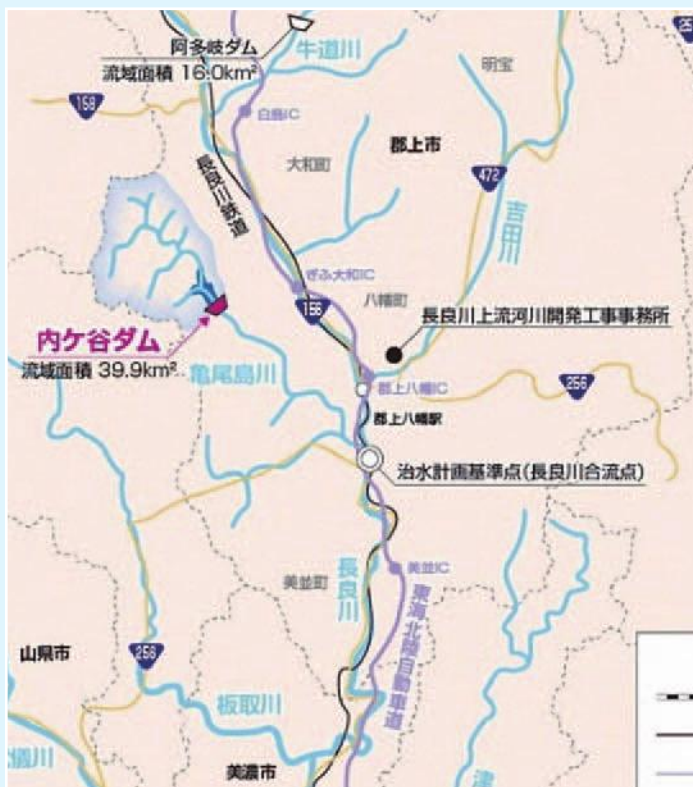 阿多岐ダム
流域面積 16.0km²
牛道川
明宝
158
白鳥IC
郡上市
大和町
472
長良川鉄道
吉田川
ぎふ大和IC
八幡町
156
長良川上流河川開発工事事務所
内ケ谷ダム
流域面積 39.9km²
亀尾島川
郡上八幡IC
256
郡上八幡駅
治水計画基準点(長良川合流点)
美並IC
美並町
長良川
東海北陸自動車道
山県市
256
板取川
美濃市
儀川
津